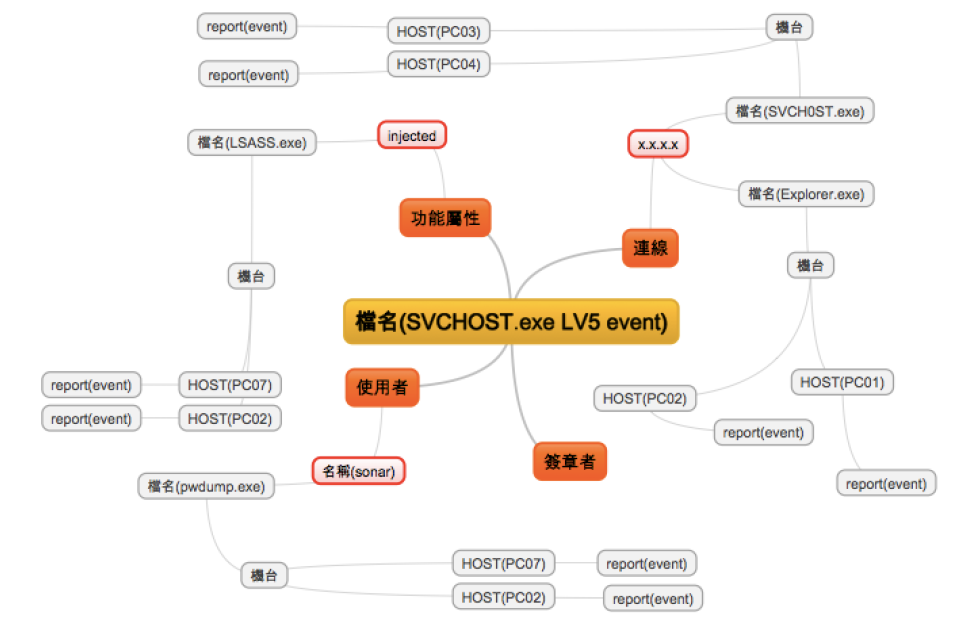 report(event)
HOST(PC03)
機台
report(event)
HOST(PC04)
檔名(SVCH0ST.exe)
檔名(LSASS.exe)
injected
x.x.x.x
檔名(Explorer.exe)
功能屬性
連線
機台
機台
檔名(SVCHOST.exe LV5 event)
report(event)
HOST(PC07)
使用者
HOST(PC01)
report(event)
HOST(PC02)
HOST(PC02)
report(event)
簽章者
名稱(sonar)
檔名(pwdump.exe)
report(event)
機台
HOST(PC07)
report(event)
HOST(PC02)
report(event)